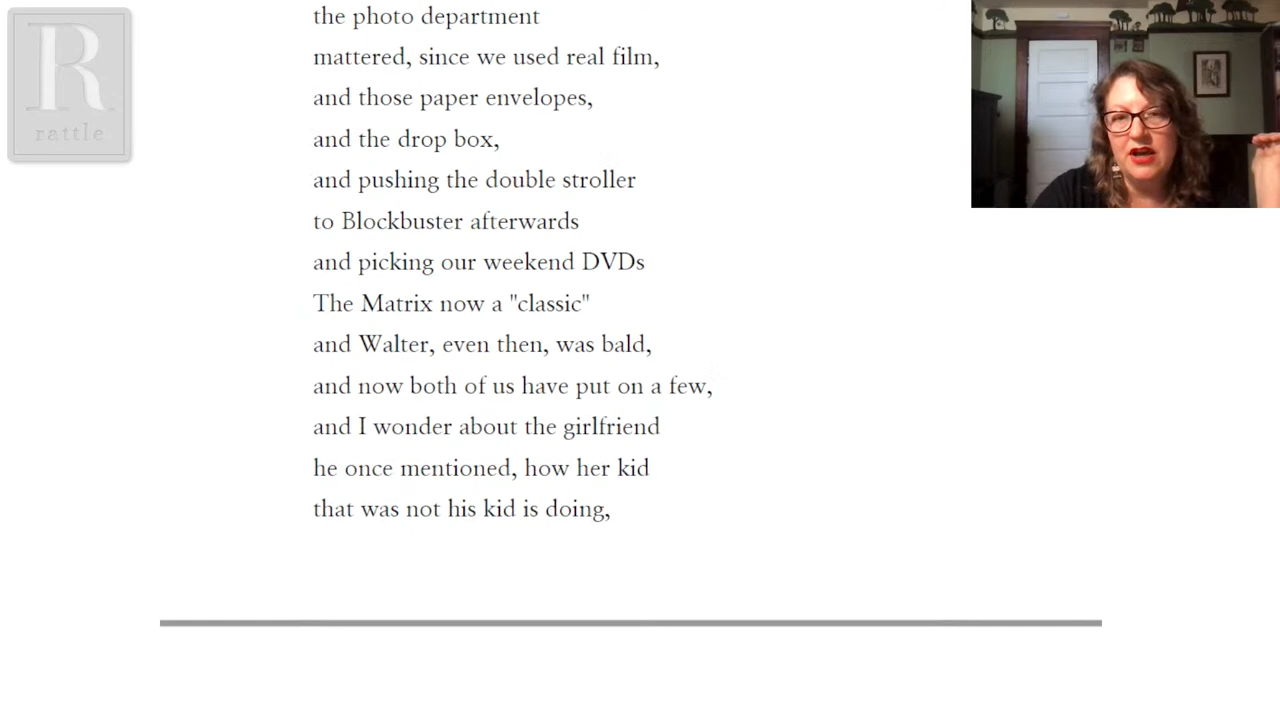 R
rattle
the photo department
mattered, since we used real film,
and those paper envelopes,
and the drop box,
and pushing the double stroller
to Blockbuster afterwards
and picking our weekend DVDs
The Matrix now a "classic"
and Walter, even then, was bald,
and now both of us have put on a few,
and I wonder about the girlfriend
he once mentioned, how her kid
that was not his kid is doing,